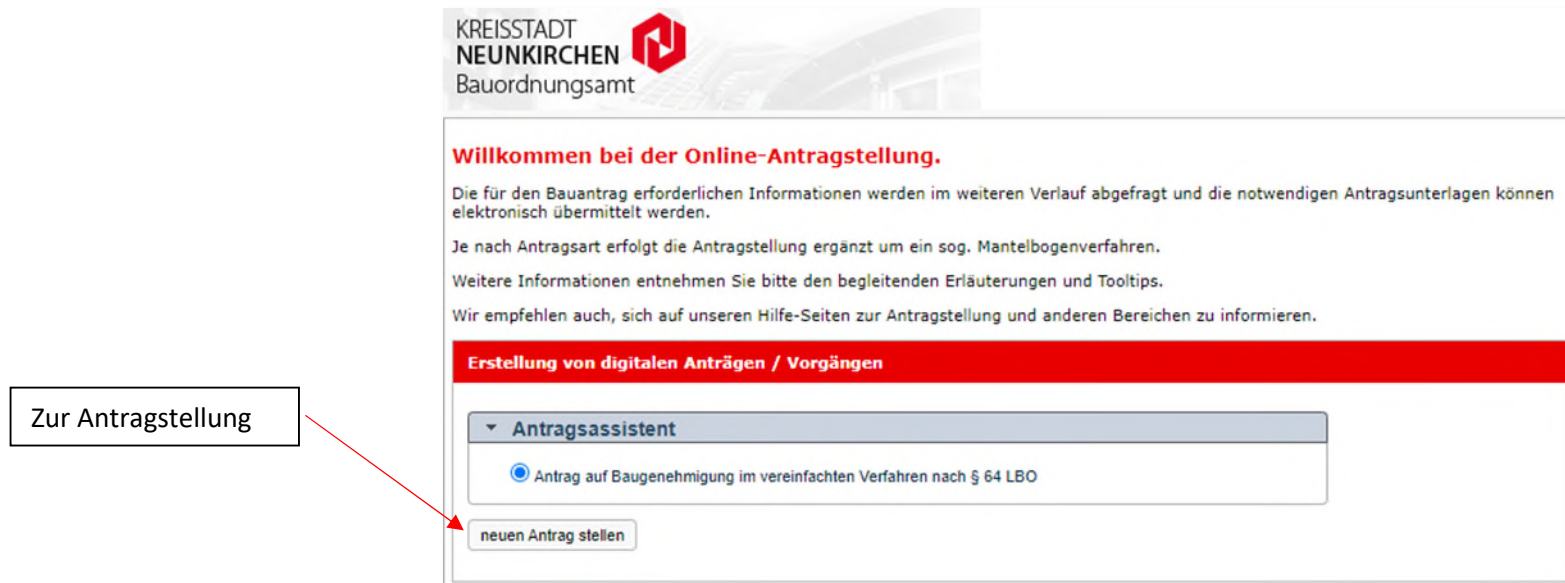 KREISSTADT
NEUNKIRCHEN
Bauordnungsamt
Willkommen bei der Online-Antragstellung.
Die für den Bauantrag erforderlichen Informationen werden im weiteren Verlauf abgefragt und die notwendigen Antragsunterlagen können
elektronisch übermittelt werden.
Je nach Antragsart erfolgt die Antragstellung ergänzt um ein sog. Mantelbogenverfahren.
Weitere Informationen entnehmen Sie bitte den begleitenden Erläuterungen und Tooltips.
Wir empfehlen auch, sich auf unseren Hilfe-Seiten zur Antragstellung und anderen Bereichen zu informieren.
Erstellung von digitalen Anträgen / Vorgängen
Zur Antragstellung
Antragsassistent
Antrag auf Baugenehmigung im vereinfachten Verfahren nach § 64 LBO
neuen Antrag stellen